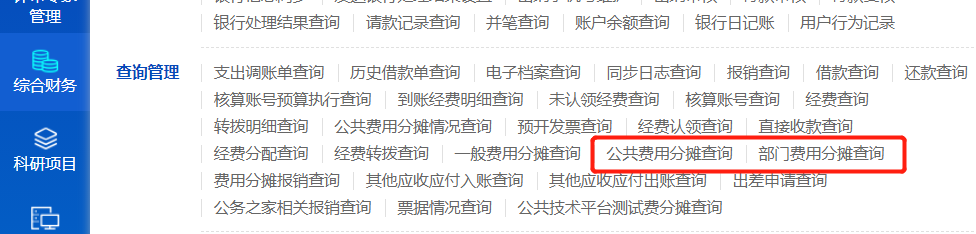 管理
银行处理结果查询 请款记录查询 并笔查询 账户余额查询 银行日记账 用户行为记录
综合财务
查询管理
支出调账单查询 历史借款单查询 电子档案查询 同步日志查询 报销查询 借款查询 还款查询
核算账号预算执行查询 到账经费明细查询 未认领经费查询 核算账号查询 经费查询
转拨明细查询 公共费用分摊情况查询 预开发票查询 经费认领查询 直接收款查询
科研项目
经费分配查询 经费转拨查询 一般费用分摊查询 公共费用分摊查询 部门费用分摊查询
费用分摊报销查询 其他应收应付入账查询 其他应收应付出账查询 出差申请查询
公务之家相关报销查询 票据情况查询 公共技术平台测试费分摊查询